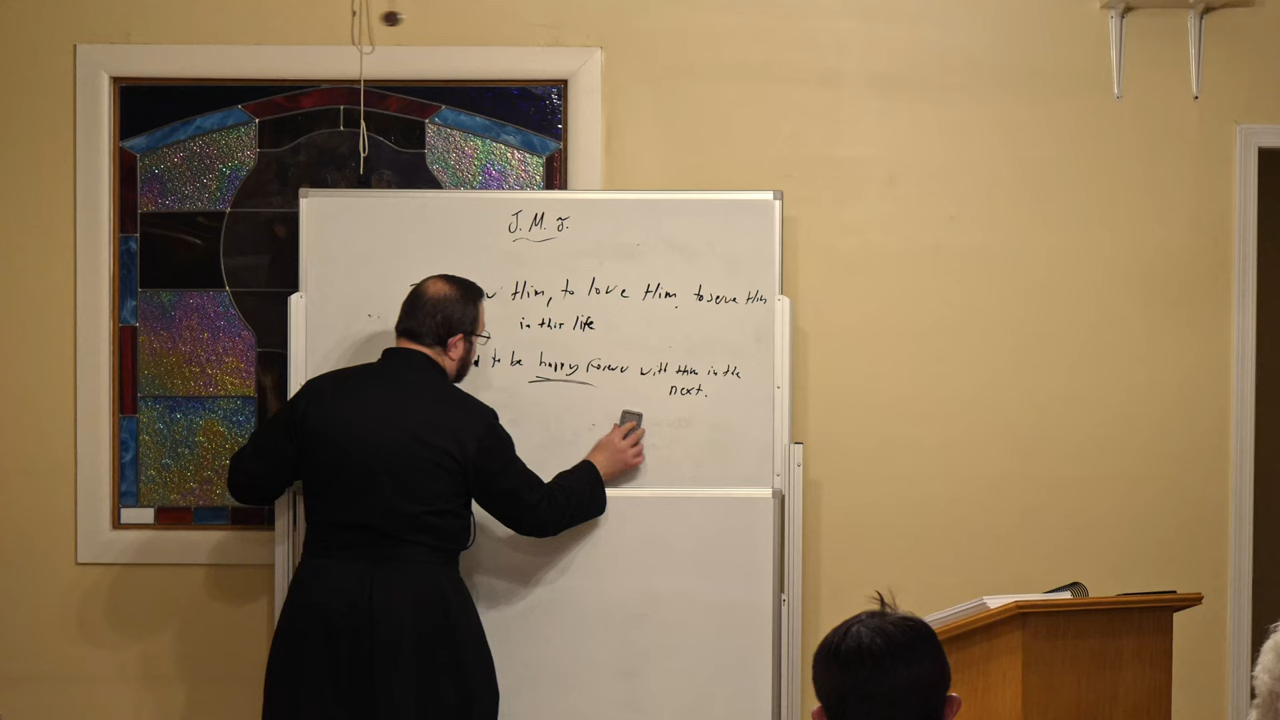 J. M. J.
Him, to love Him, to serve Him
in this life
to be happy forever with Him in the
next.